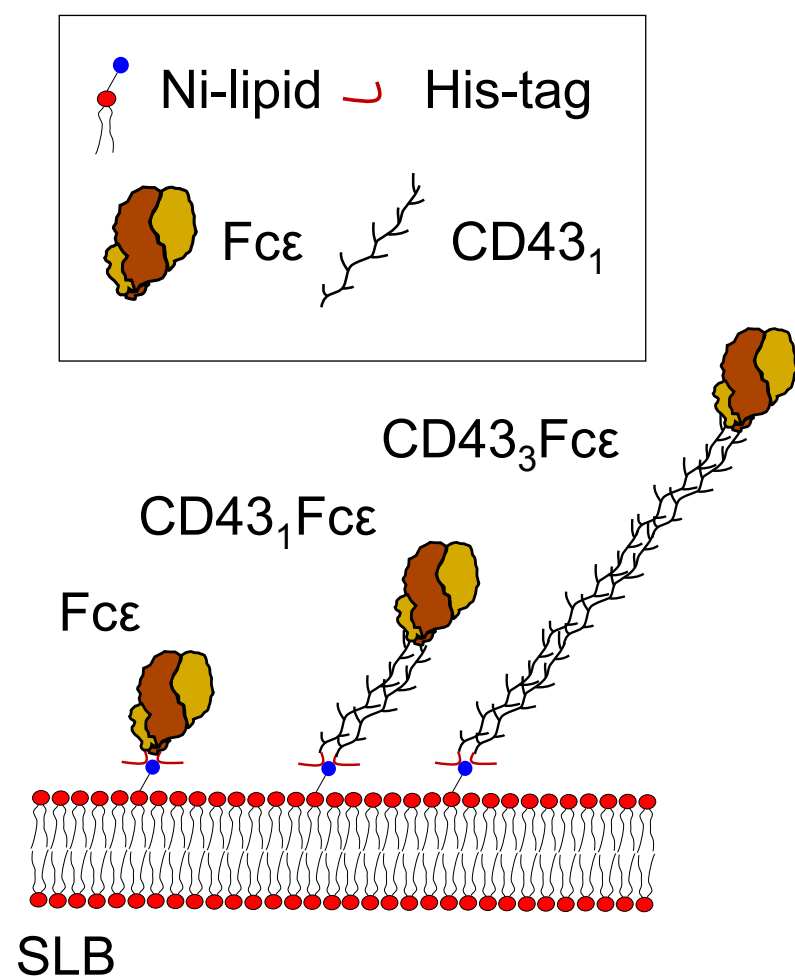 Ni-lipid His-tag
Fcε CD43₁
CD43₃Fcε
CD43₁Fcε
Fcε
SLB